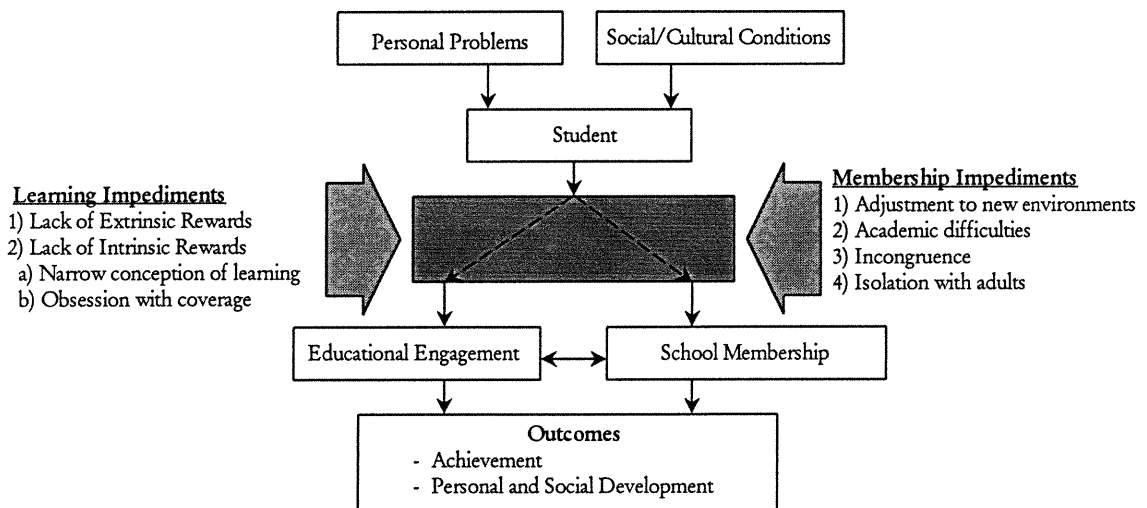 Personal Problems
Social/Cultural Conditions
Student
Learning Impediments
1) Lack of Extrinsic Rewards
2) Lack of Intrinsic Rewards
a) Narrow conception of learning
b) Obsession with coverage
Membership Impediments
1) Adjustment to new environments
2) Academic difficulties
3) Incongruence
4) Isolation with adults
Educational Engagement
School Membership
Outcomes
- Achievement
- Personal and Social Development